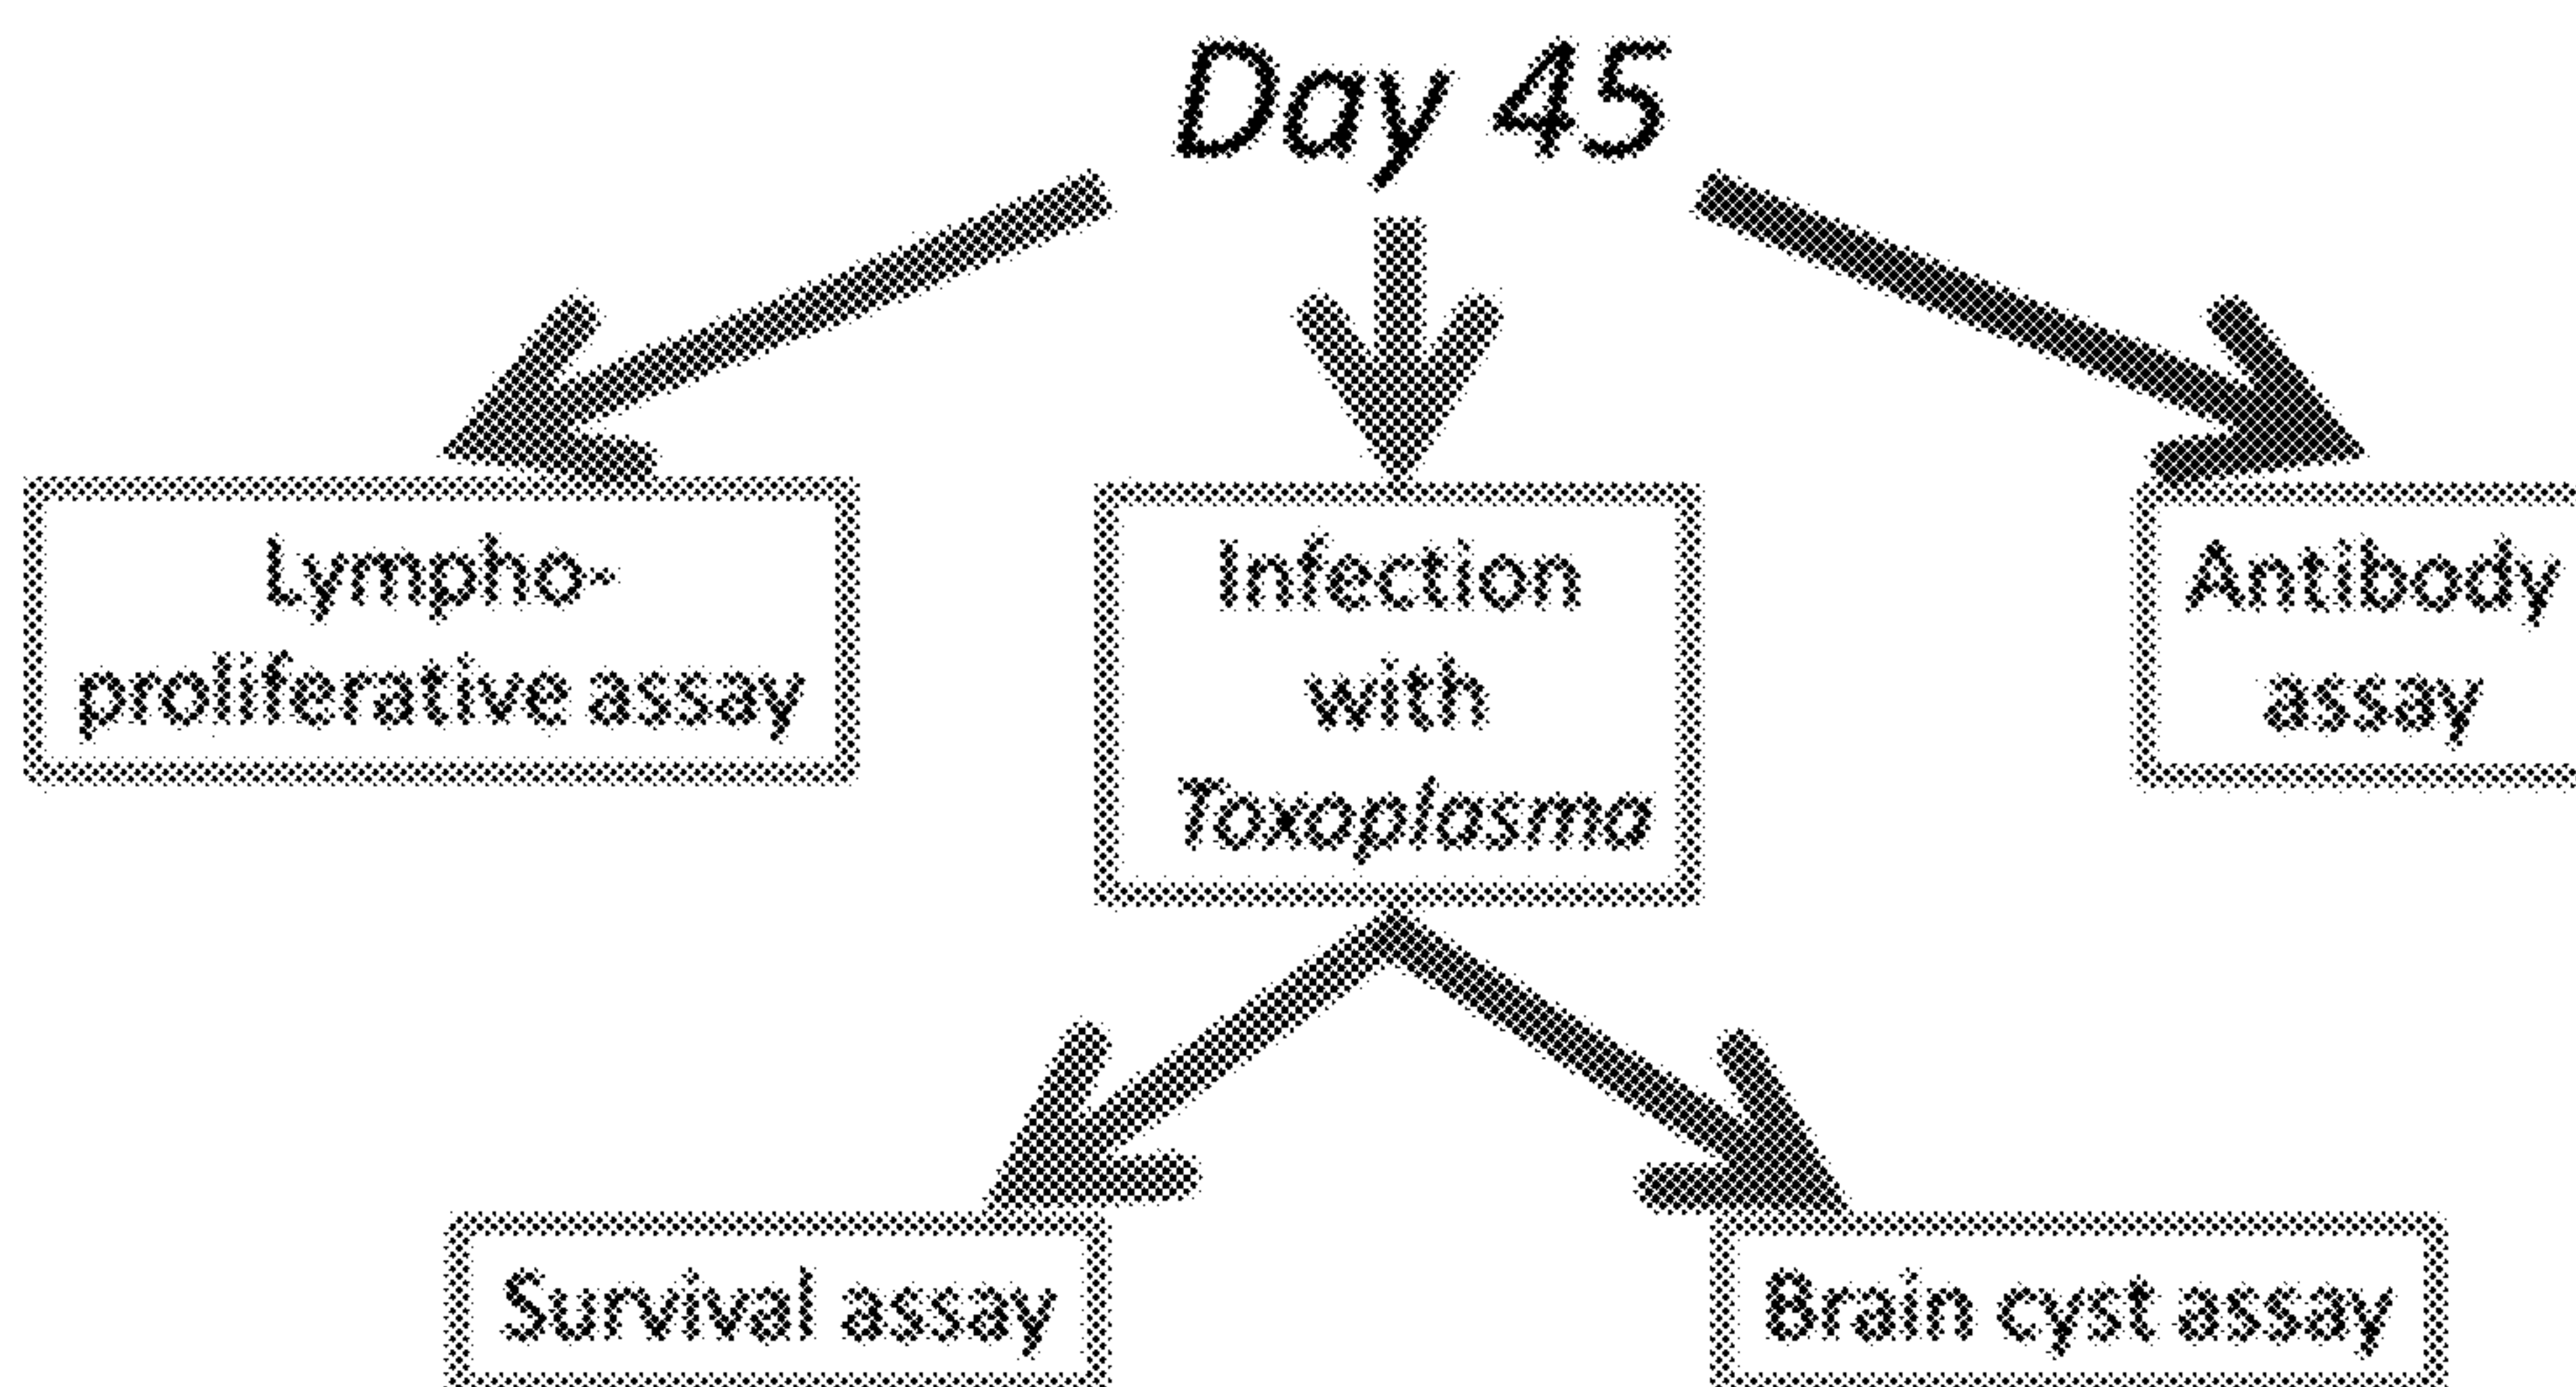 Day 45
Lympho-
proliferative assay
Infection
with
Toxoplasma
Antibody
assay
Survival assay
Brain cyst assay